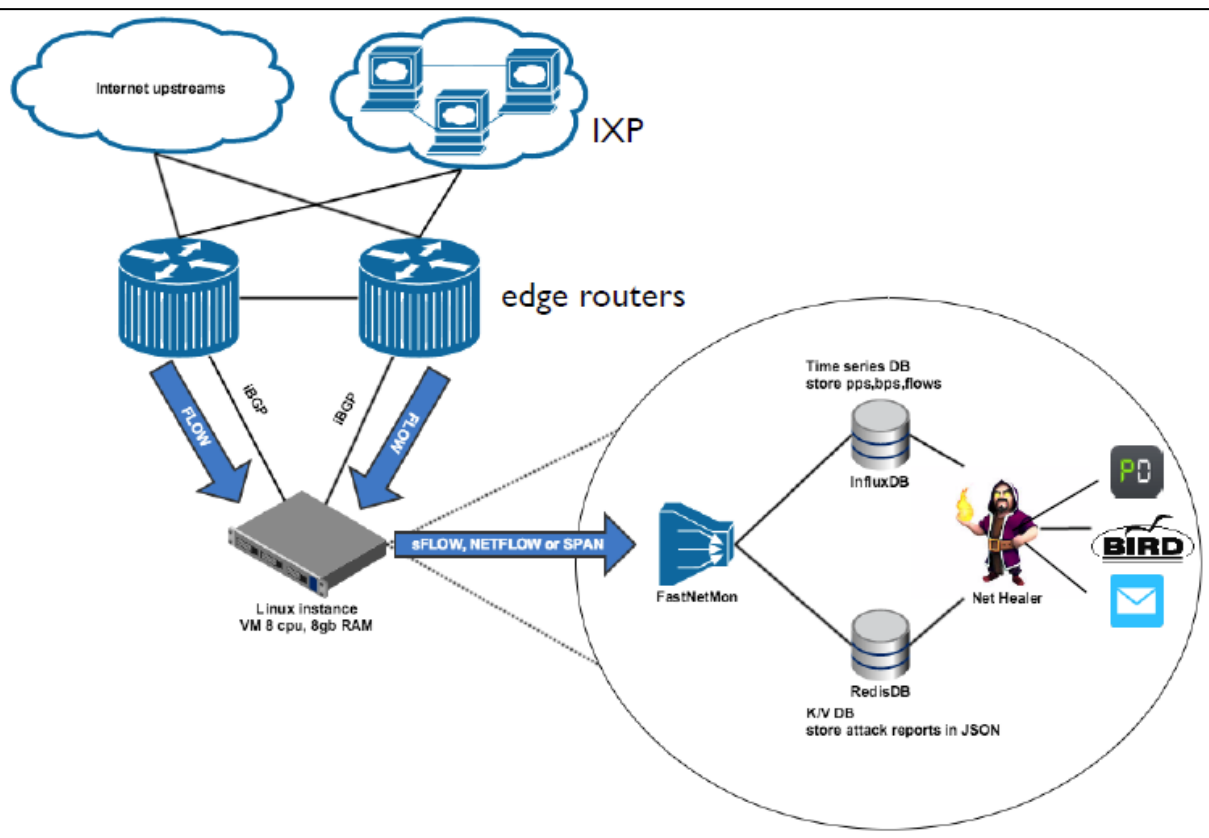 Internet upstreams
IXP
edge routers
iBGP
iBGP
FLOW
FLOW
Time series DB
store pps,bps,flows
InfluxDB
PD
BIRD
sFLOW, NETFLOW or SPAN
FastNetMon
Net Healer
Linux instance
VM 8 cpu, 8gb RAM
RedisDB
K/V DB
store attack reports in JSON